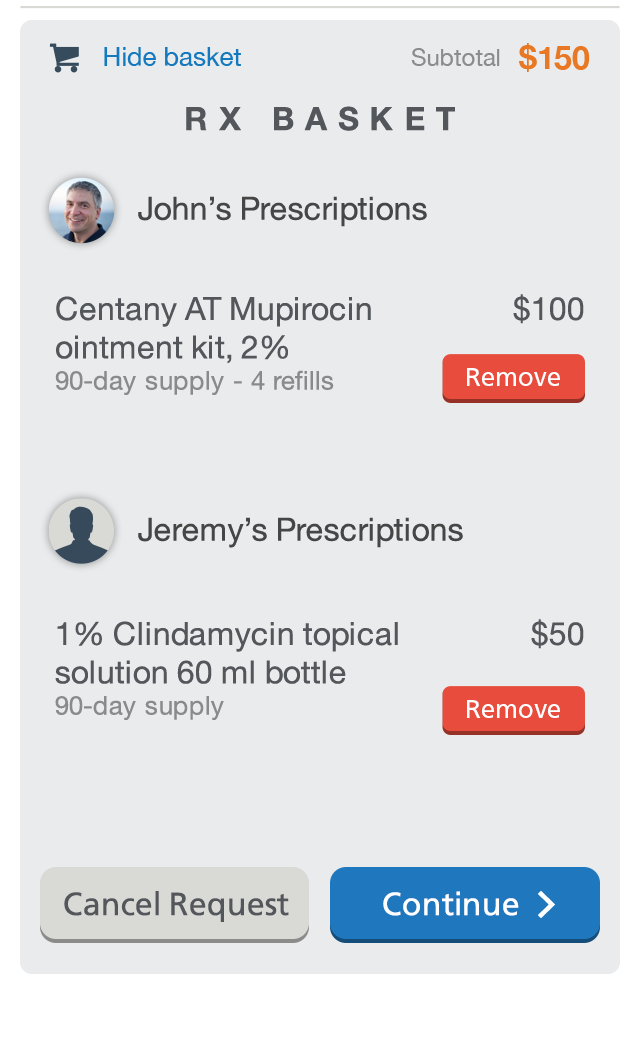 Hide basket Subtotal $150
RX BASKET
John’s Prescriptions
Centany AT Mupirocin $100
ointment kit, 2%
90-day supply - 4 refills Remove
Jeremy’s Prescriptions
1% Clindamycin topical $50
solution 60 ml bottle
90-day supply Remove
Cancel Request Continue